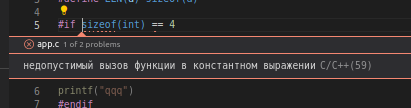 4 #define LEN(a) sizeof(a)
5 #if sizeof(int) == 4
app.c 1 of 2 problems
недопустимый вызов функции в константном выражении C/C++(59)
6 printf("qqq")
7 #endif